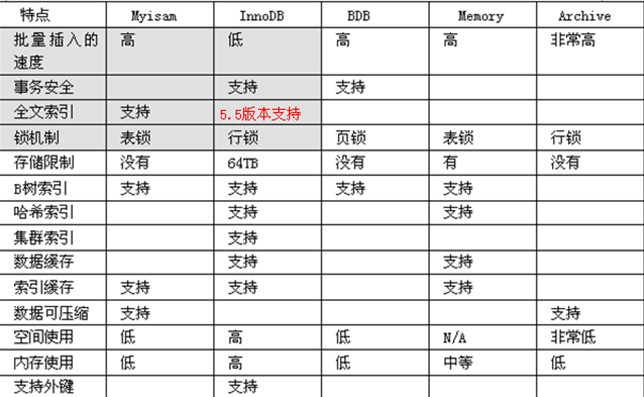 特点 Myisam InnoDB BDB Memory Archive
批量插入的 高 低 高 高 非常高
速度
事务安全 支持 支持
全文索引 支持 5.5版本支持
锁机制 表锁 行锁 页锁 表锁 行锁
存储限制 没有 64TB 没有 有 没有
B树索引 支持 支持 支持 支持
哈希索引 支持 支持
集群索引 支持
数据缓存 支持 支持
索引缓存 支持 支持 支持
数据可压缩 支持 支持
空间使用 低 高 低 N/A 非常低
内存使用 低 高 低 中等 低
支持外键 支持